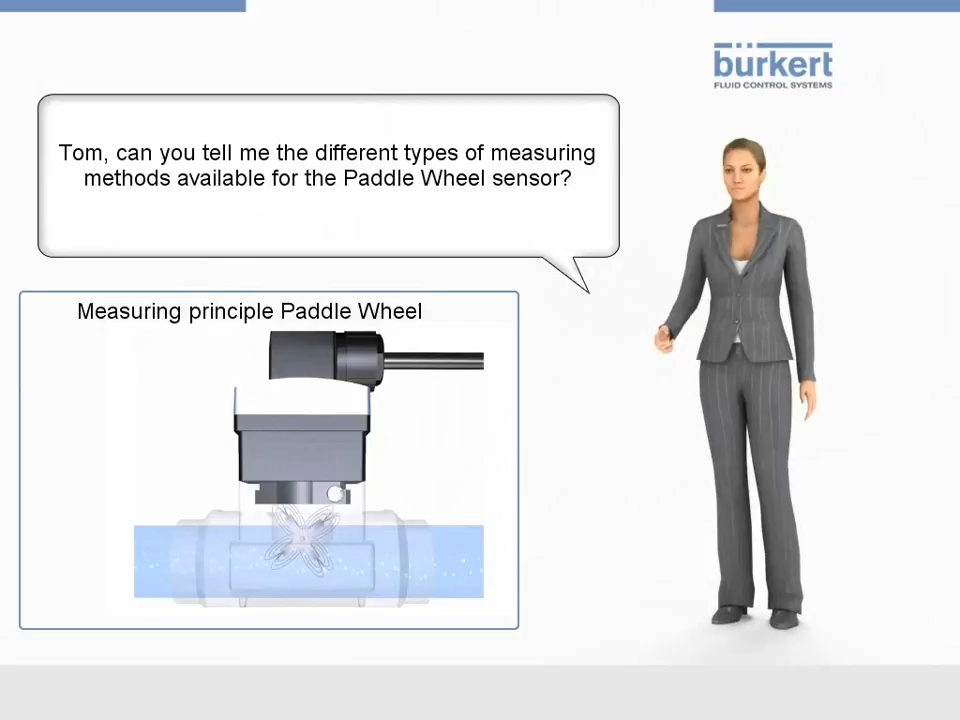 bürkert
FLUID CONTROL SYSTEMS
Tom, can you tell me the different types of measuring
methods available for the Paddle Wheel sensor?
Measuring principle Paddle Wheel